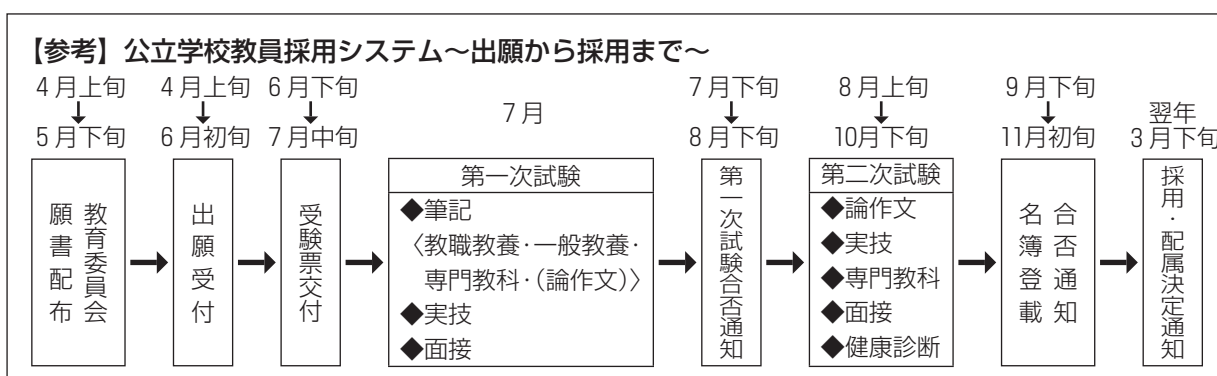 【参考】公立学校教員採用システム～出願から採用まで～
4月上旬
↓
5月下旬
教育委員会
願書配布
4月上旬
↓
6月初旬
出願受付
6月下旬
↓
7月中旬
受験票交付
7月
第一次試験
◆筆記
〈教職教養・一般教養・
専門教科・(論作文)〉
◆実技
◆面接
7月下旬
↓
8月下旬
第一次試験合否通知
8月上旬
↓
10月下旬
第二次試験
◆論作文
◆実技
◆専門教科
◆面接
◆健康診断
9月下旬
↓
11月初旬
合否通知
名簿登載
翌年
3月下旬
採用・配属決定通知